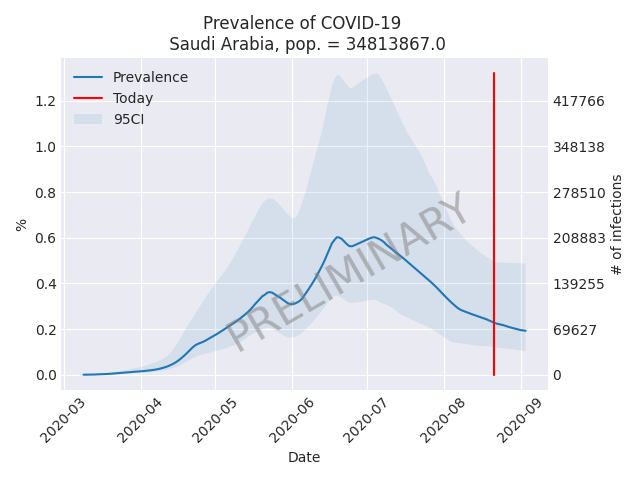 Prevalence of COVID-19
Saudi Arabia, pop. = 34813867.0
Prevalence
Today
95CI
1.2
1.0
0.8
0.6
0.4
0.2
0.0
%
417766
348138
278510
208883
139255
69627
0
# of infections
PRELIMINARY
2020-03
2020-04
2020-05
2020-06
2020-07
2020-08
2020-09
Date